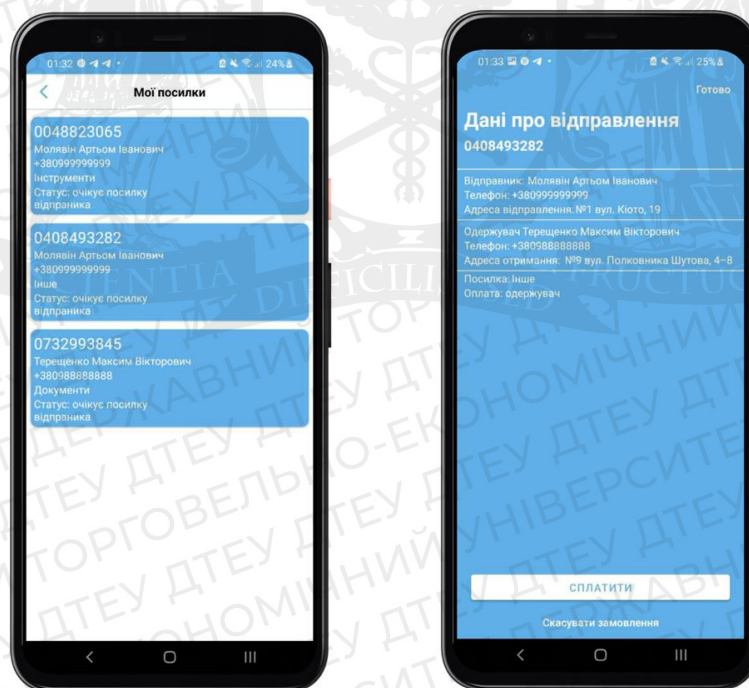 01:32
24%
Мої посилки
0048823065
Молявін Артьом Іванович
+380999999999
Інструменти
Статус: очікує посилку
відпраника
0408493282
Молявін Артьом Іванович
+380999999999
Інше
Статус: очікує посилку
відпраника
0732993845
Терещенко Максим Вікторович
+380988888888
Документи
Статус: очікує посилку
відпраника
01:33
25%
Готово
Дані про відправлення
0408493282
Відправник: Молявін Артьом Іванович
Телефон: +380999999999
Адреса відправлення: №1 вул. Кіото, 19
Одержувач Терещенко Максим Вікторович
Телефон: +380988888888
Адреса отримання: №9 вул. Полковника Шутова, 4-8
Посилка: Інше
Оплата: одержувач
СПЛАТИТИ
Скасувати замовлення